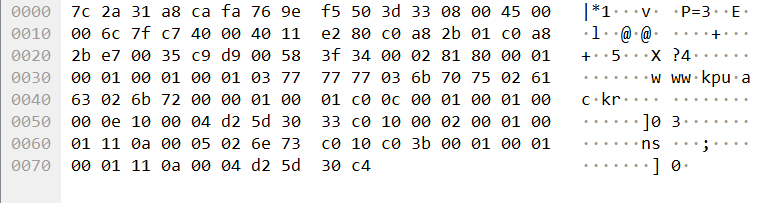 0000 7c 2a 31 a8 ca fa 76 9e f5 50 3d 33 08 00 45 00 |*1···v· ·P=3··E·
0010 00 6c 7f c7 40 00 40 11 e2 80 c0 a8 2b 01 c0 a8 ·l··@·@· ····+···
0020 2b e7 00 35 c9 d9 00 58 3f 34 00 02 81 80 00 01 +··5···X ?4······
0030 00 01 00 01 00 01 03 77 77 77 03 6b 70 75 02 61 ·······w ww·kpu·a
0040 63 02 6b 72 00 00 01 00 01 c0 0c 00 01 00 01 00 c·kr···· ········
0050 00 0e 10 00 04 d2 5d 30 33 c0 10 00 02 00 01 00 ······]0 3·······
0060 01 11 0a 00 05 02 6e 73 c0 10 c0 3b 00 01 00 01 ······ns ···;····
0070 00 01 11 0a 00 04 d2 5d 30 c4 ·······] 0·